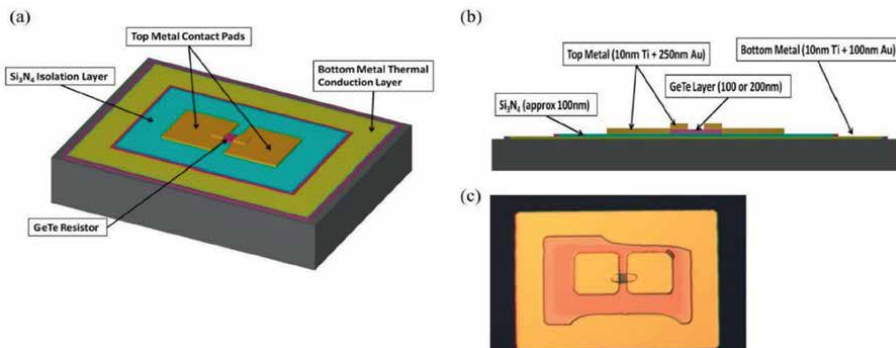 (a)
Top Metal Contact Pads
Si₃N₄ Isolation Layer
Bottom Metal Thermal
Conduction Layer
GeTe Resistor
(b)
Top Metal (10nm Ti + 250nm Au)
Bottom Metal (10nm Ti + 100nm Au)
GeTe Layer (100 or 200nm)
Si₃N₄ (approx 100nm)
(c)